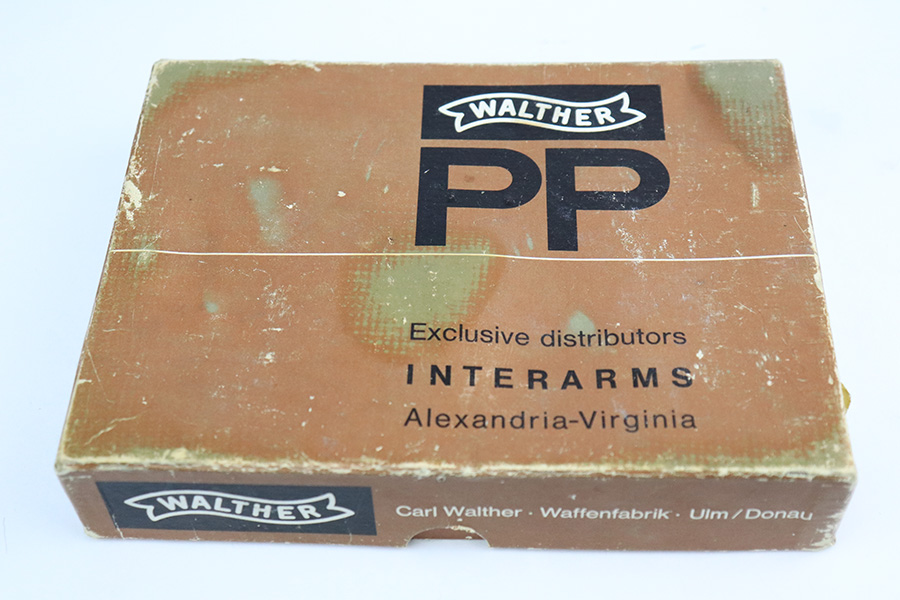 WALTHER
PP
Exclusive distributors
INTERARMS
Alexandria-Virginia
WALTHER
Carl Walther · Waffenfabrik · Ulm / Donau